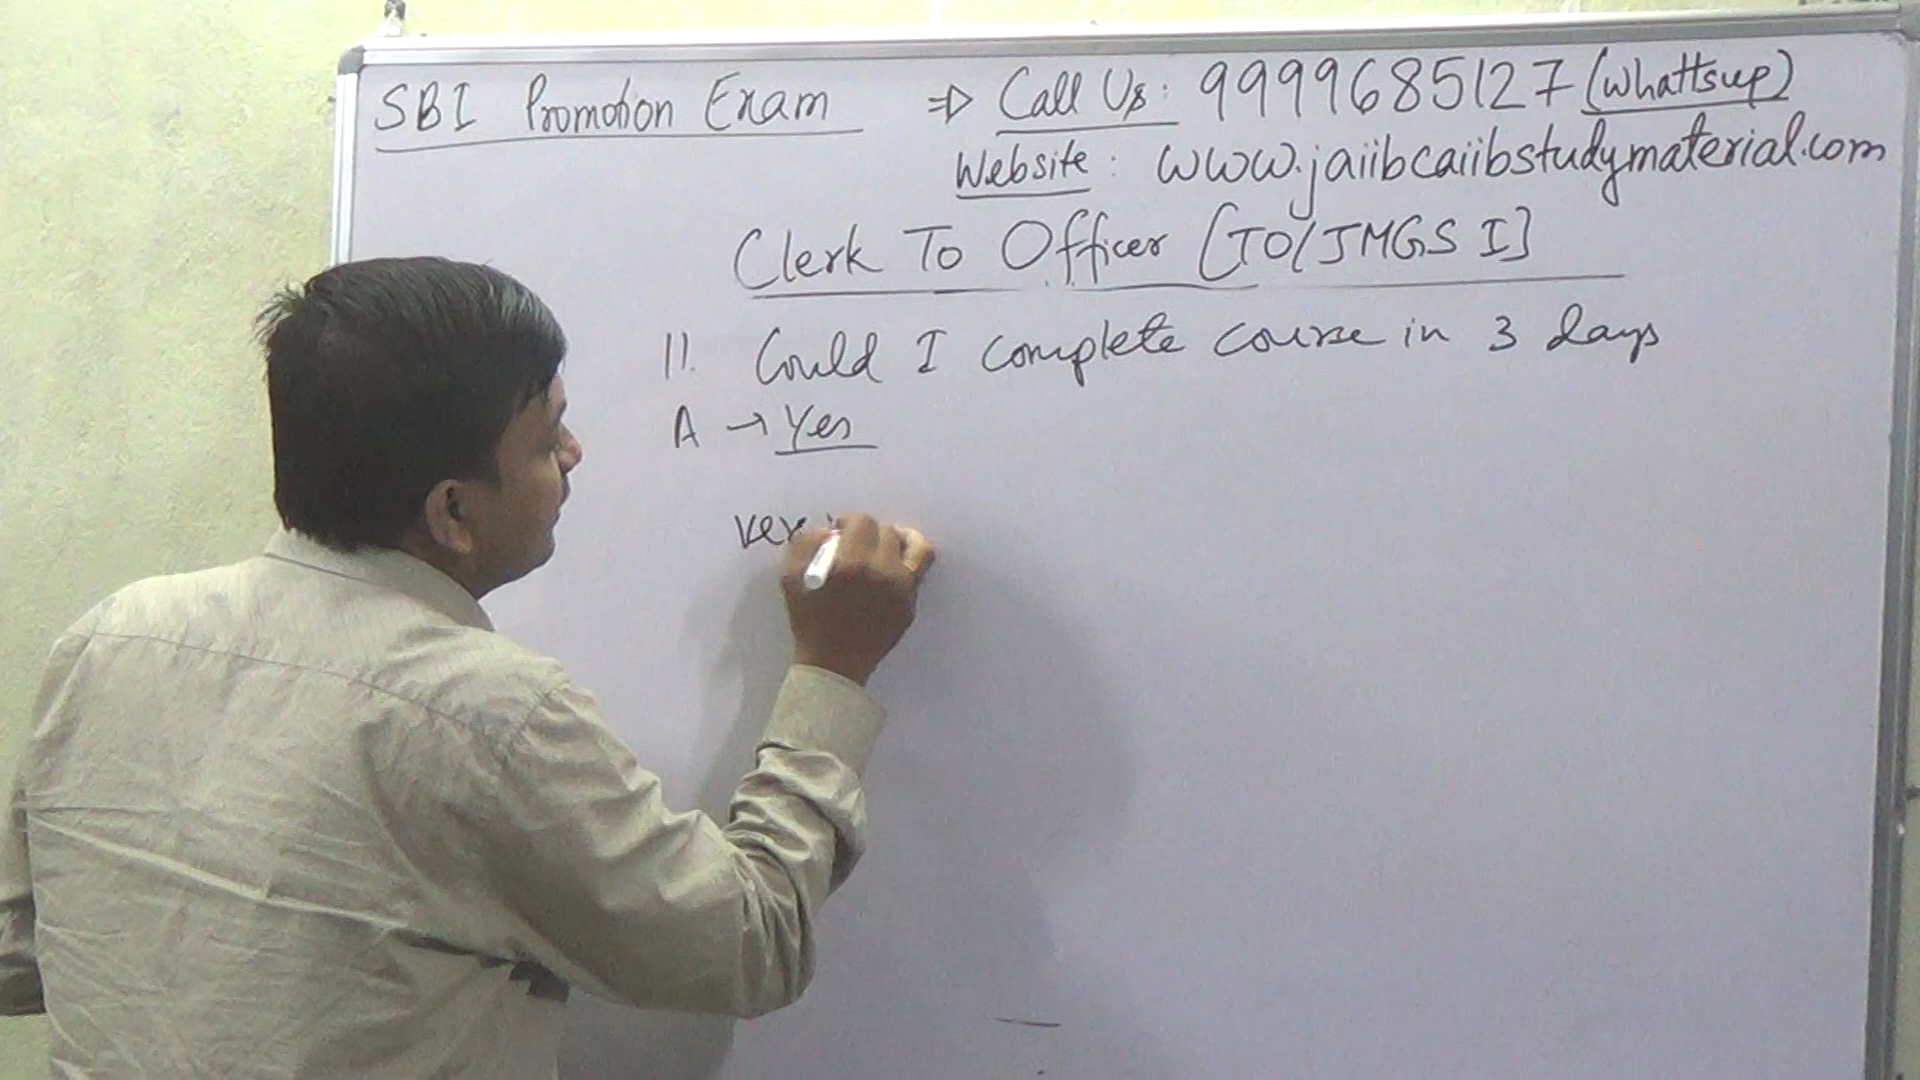 SBI Promotion Exam ⇒ Call Us: 9999685127 (Whattsup)
Website: www.jaiibcaiibstudymaterial.com
Clerk To Officer [TO/JMGS I]
11. Could I complete course in 3 days
A → Yes